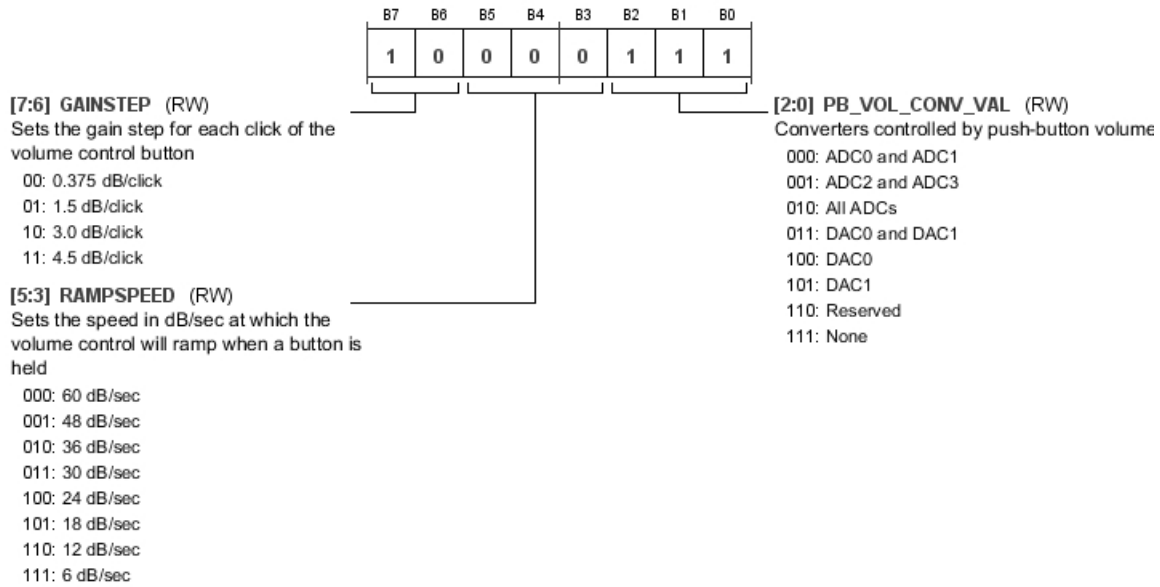 B7 B6 B5 B4 B3 B2 B1 B0
1 0 0 0 0 1 1 1
[7:6] GAINSTEP (RW)
Sets the gain step for each click of the
volume control button
00: 0.375 dB/click
01: 1.5 dB/click
10: 3.0 dB/click
11: 4.5 dB/click
[5:3] RAMPSPEED (RW)
Sets the speed in dB/sec at which the
volume control will ramp when a button is
held
000: 60 dB/sec
001: 48 dB/sec
010: 36 dB/sec
011: 30 dB/sec
100: 24 dB/sec
101: 18 dB/sec
110: 12 dB/sec
111: 6 dB/sec
[2:0] PB_VOL_CONV_VAL (RW)
Converters controlled by push-button volume
000: ADC0 and ADC1
001: ADC2 and ADC3
010: All ADCs
011: DAC0 and DAC1
100: DAC0
101: DAC1
110: Reserved
111: None